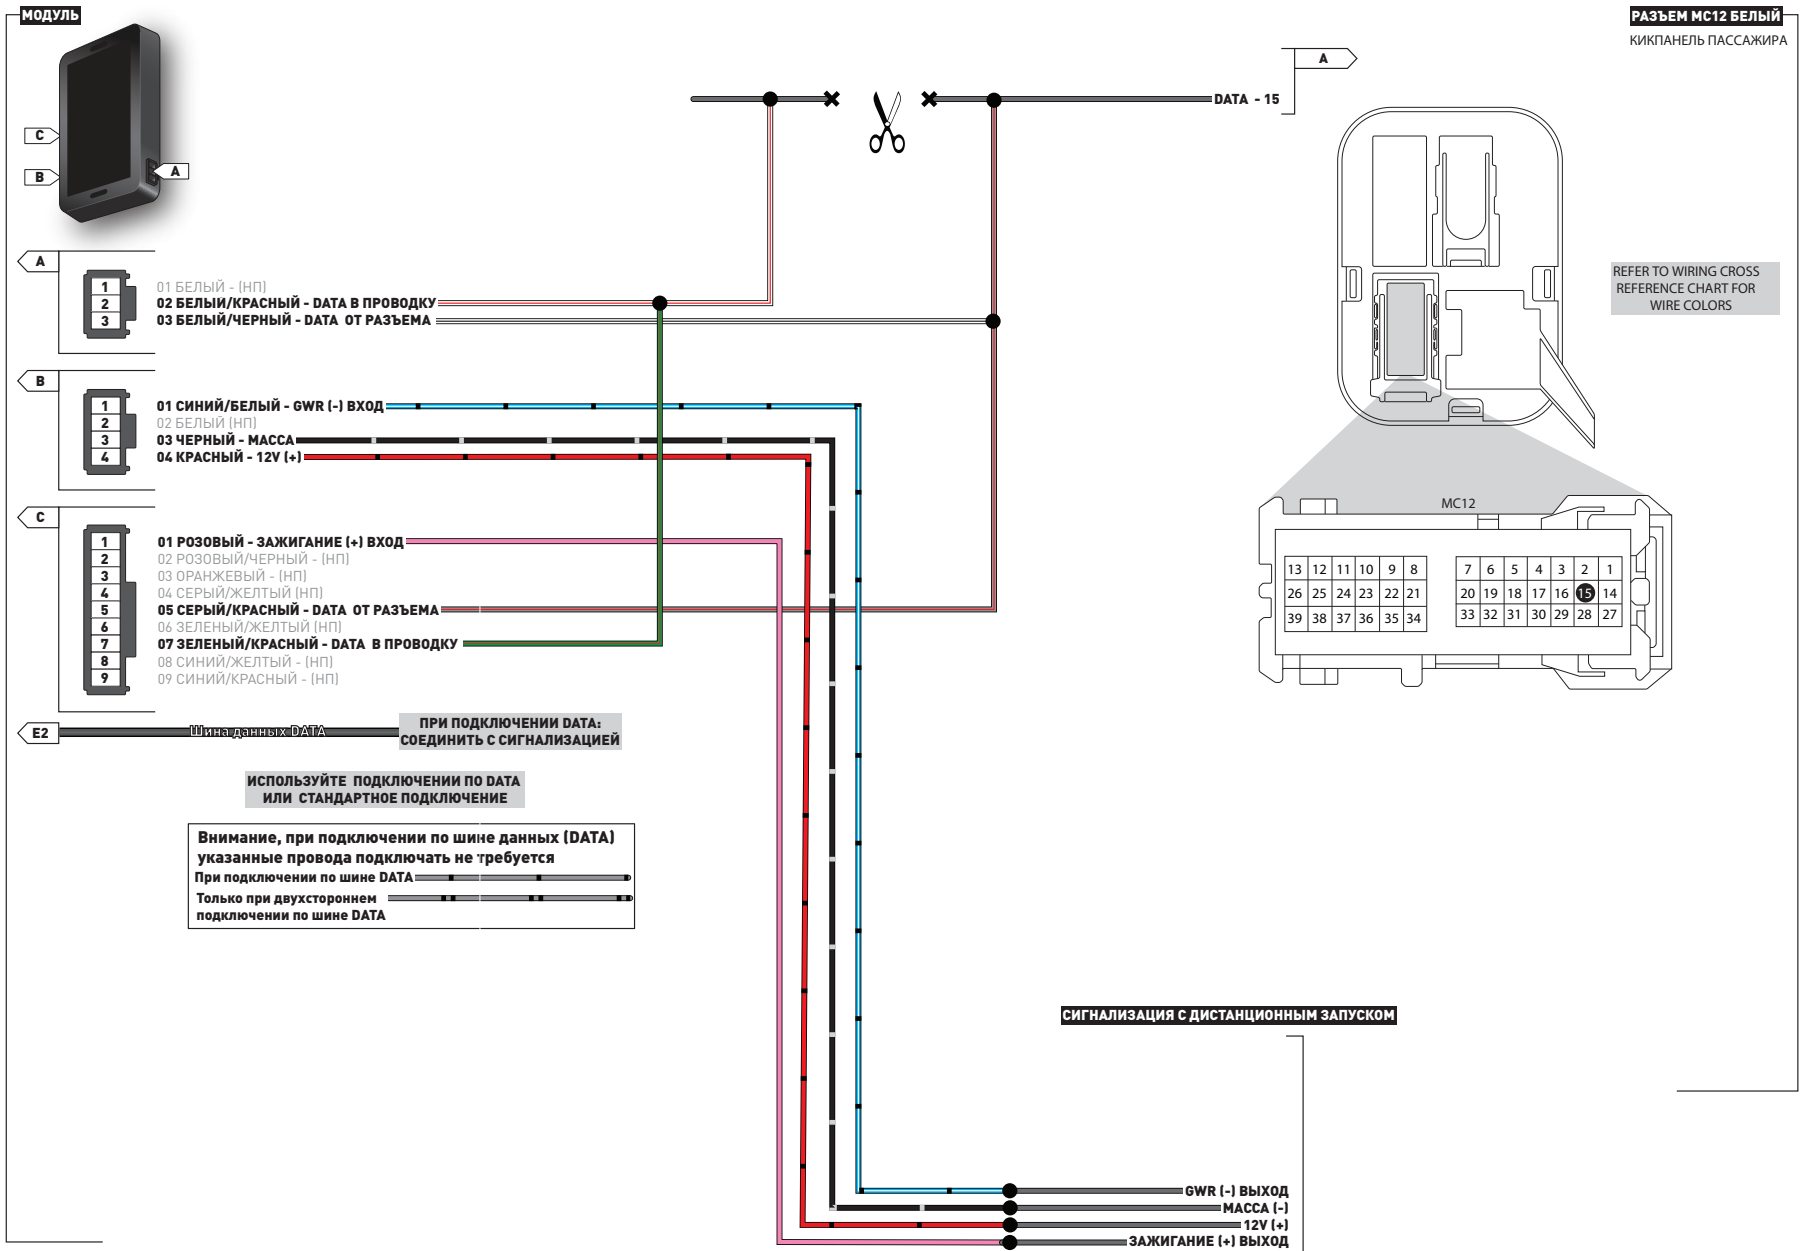 МОДУЛЬ
C
B
A
РАЗЪЕМ MC12 БЕЛЫЙ
КИКПАНЕЛЬ ПАССАЖИРА
A
DATA - 15
A
1
2
3
01 БЕЛЫЙ - (НП)
02 БЕЛЫЙ/КРАСНЫЙ - DATA В ПРОВОДКУ
03 БЕЛЫЙ/ЧЕРНЫЙ - DATA ОТ РАЗЪЕМА
REFER TO WIRING CROSS
REFERENCE CHART FOR
WIRE COLORS
B
1
2
3
4
01 СИНИЙ/БЕЛЫЙ - GWR (-) ВХОД
02 БЕЛЫЙ (НП)
03 ЧЕРНЫЙ - МАССА
04 КРАСНЫЙ - 12V (+)
C
1
2
3
4
5
6
7
8
9
01 РОЗОВЫЙ - ЗАЖИГАНИЕ (+) ВХОД
02 РОЗОВЫЙ/ЧЕРНЫЙ - (НП)
03 ОРАНЖЕВЫЙ - (НП)
04 СЕРЫЙ/ЖЕЛТЫЙ (НП)
05 СЕРЫЙ/КРАСНЫЙ - DATA ОТ РАЗЪЕМА
06 ЗЕЛЕНЫЙ/ЖЕЛТЫЙ (НП)
07 ЗЕЛЕНЫЙ/КРАСНЫЙ - DATA В ПРОВОДКУ
08 СИНИЙ/ЖЕЛТЫЙ - (НП)
09 СИНИЙ/КРАСНЫЙ - (НП)
MC12
13 12 11 10 9 8 7 6 5 4 3 2 1
26 25 24 23 22 21 20 19 18 17 16 15 14
39 38 37 36 35 34 33 32 31 30 29 28 27
E2
Шина данных DATA
ПРИ ПОДКЛЮЧЕНИИ DATA:
СОЕДИНИТЬ С СИГНАЛИЗАЦИЕЙ
ИСПОЛЬЗУЙТЕ ПОДКЛЮЧЕНИИ ПО DATA
ИЛИ СТАНДАРТНОЕ ПОДКЛЮЧЕНИЕ
Внимание, при подключении по шине данных (DATA)
указанные провода подключать не требуется
При подключении по шине DATA
Только при двухстороннем
подключении по шине DATA
СИГНАЛИЗАЦИЯ С ДИСТАНЦИОННЫМ ЗАПУСКОМ
GWR (-) ВЫХОД
МАССА (-)
12V (+)
ЗАЖИГАНИЕ (+) ВЫХОД